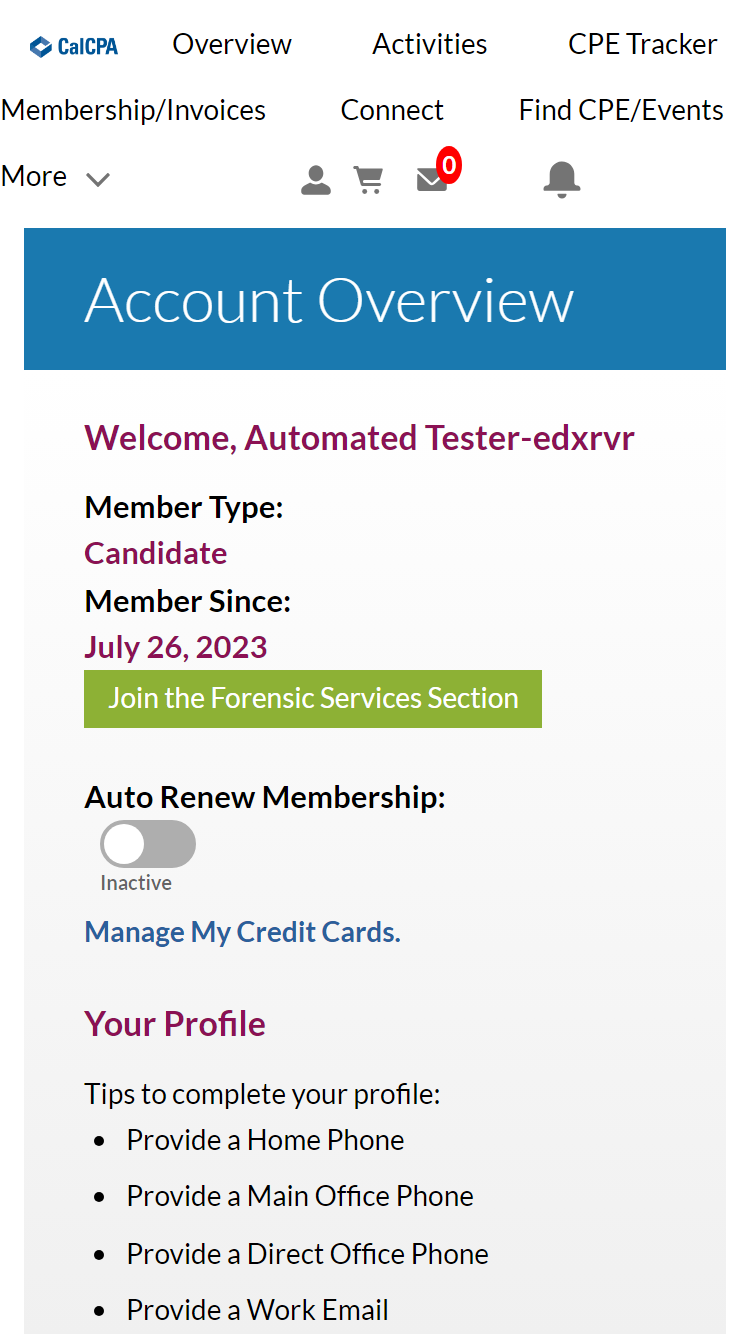 CalCPA Overview Activities CPE Tracker
Membership/Invoices Connect Find CPE/Events
More 0
Account Overview
Welcome, Automated Tester-edxrvr
Member Type:
Candidate
Member Since:
July 26, 2023
Join the Forensic Services Section
Auto Renew Membership:
Inactive
Manage My Credit Cards.
Your Profile
Tips to complete your profile:
• Provide a Home Phone
• Provide a Main Office Phone
• Provide a Direct Office Phone
• Provide a Work Email